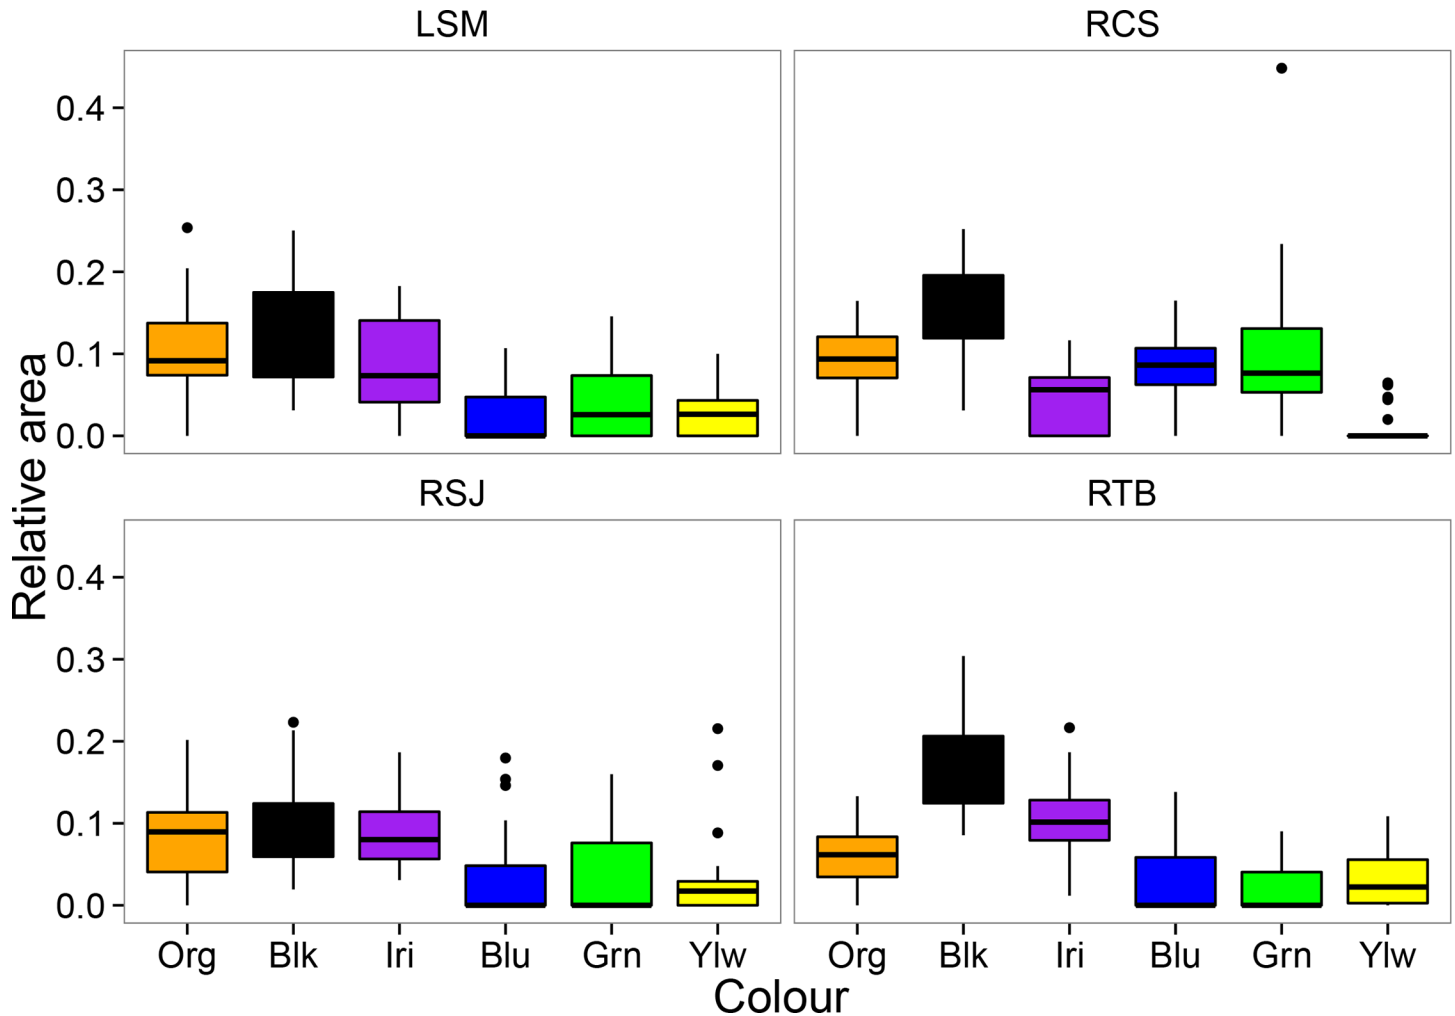 LSM
RCS
0.4
0.3
0.2
0.1
0.0
RSJ
RTB
0.4
0.3
0.2
0.1
0.0
Relative area
Org Blk Iri Blu Grn Ylw
Org Blk Iri Blu Grn Ylw
Colour